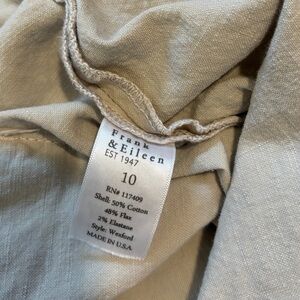 Frank
& Eileen
EST 1947
10
RN# 117409
Shell: 50% Cotton
48% Flax
2% Elastane
Style: Wexford
MADE IN U.S.A.